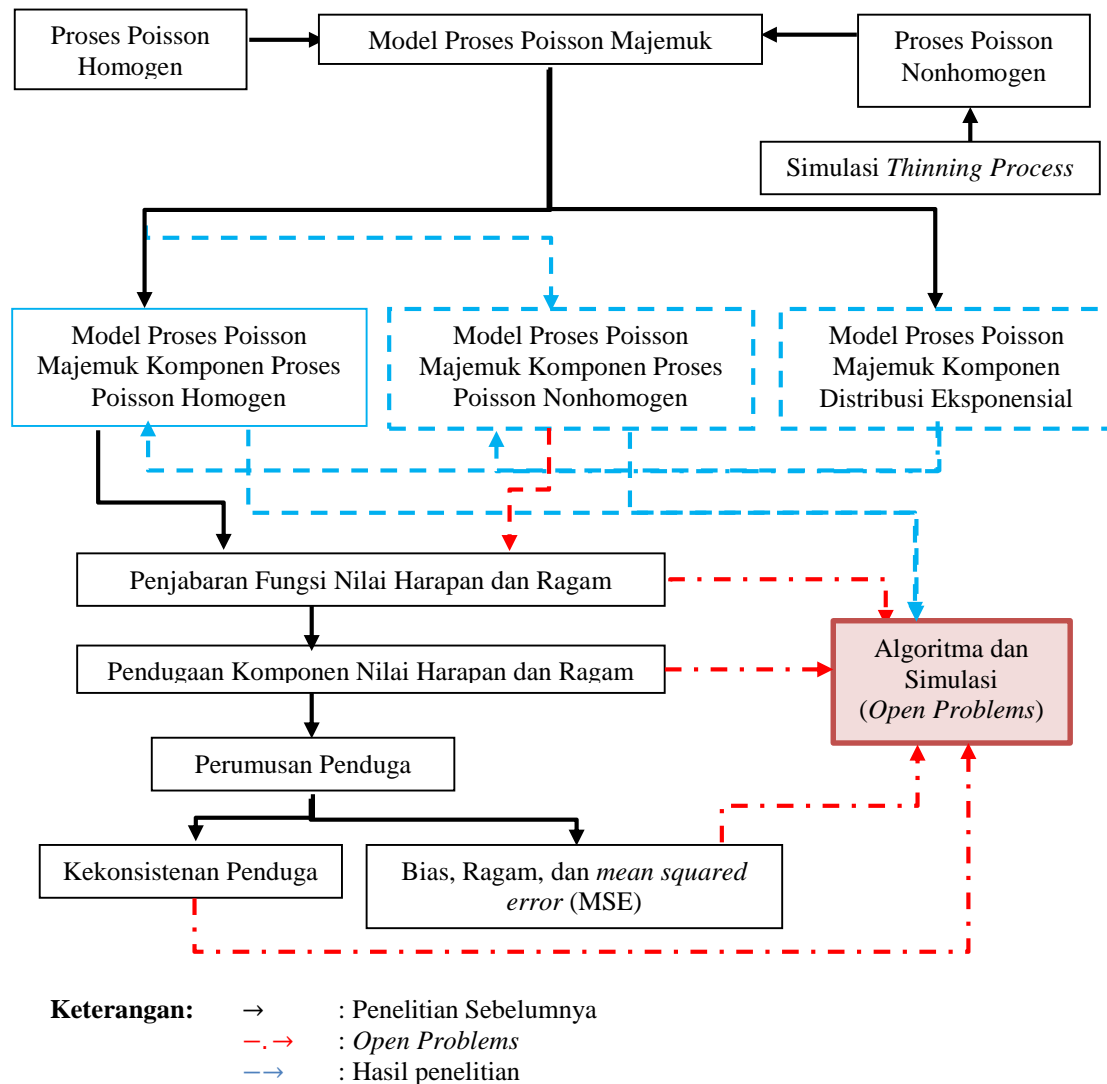 Proses Poisson
Homogen
Model Proses Poisson Majemuk
Proses Poisson
Nonhomogen
Simulasi Thinning Process
Model Proses Poisson
Majemuk Komponen Proses
Poisson Homogen
Model Proses Poisson
Majemuk Komponen Proses
Poisson Nonhomogen
Model Proses Poisson
Majemuk Komponen
Distribusi Eksponensial
Penjabaran Fungsi Nilai Harapan dan Ragam
Pendugaan Komponen Nilai Harapan dan Ragam
Algoritma dan
Simulasi
(Open Problems)
Perumusan Penduga
Kekonsistenan Penduga
Bias, Ragam, dan mean squared
error (MSE)
Keterangan: → : Penelitian Sebelumnya
−.→ : Open Problems
−→ : Hasil penelitian